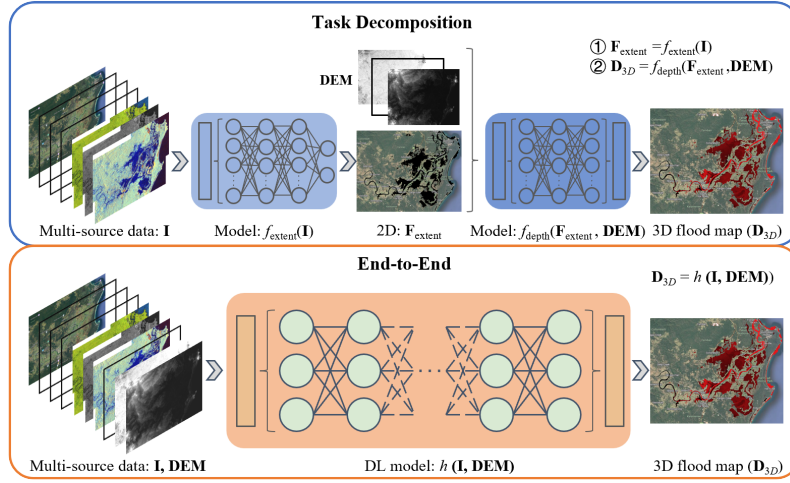 Task Decomposition
① F_extent = f_extent(I)
② D_3D = f_depth(F_extent ,DEM)
DEM
Multi-source data: I
Model: f_extent(I)
2D: F_extent
Model: f_depth(F_extent , DEM)
3D flood map (D_3D)
End-to-End
D_3D = h (I, DEM))
Multi-source data: I, DEM
DL model: h (I, DEM)
3D flood map (D_3D)